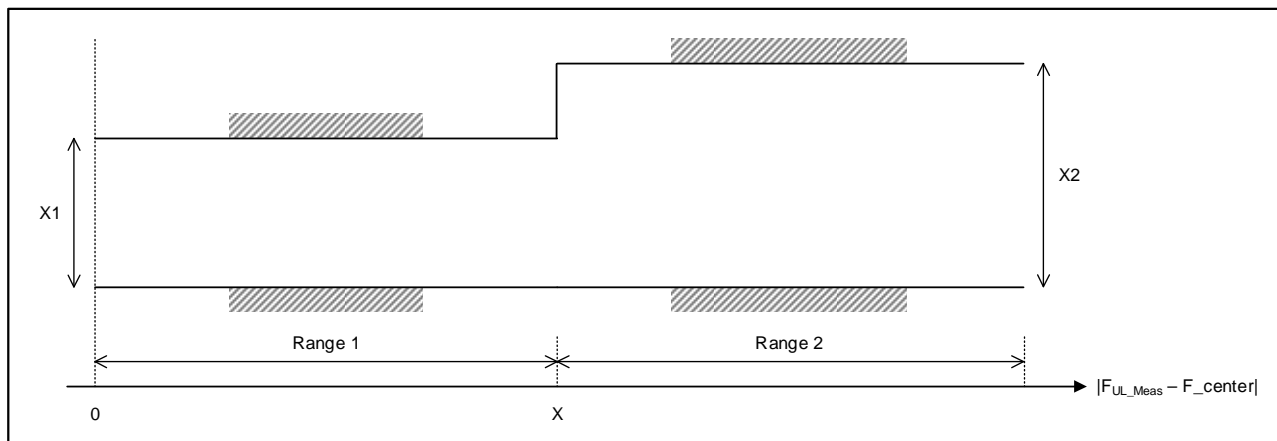 X1
X2
Range 1
Range 2
|F_UL_Meas – F_center|
0
X